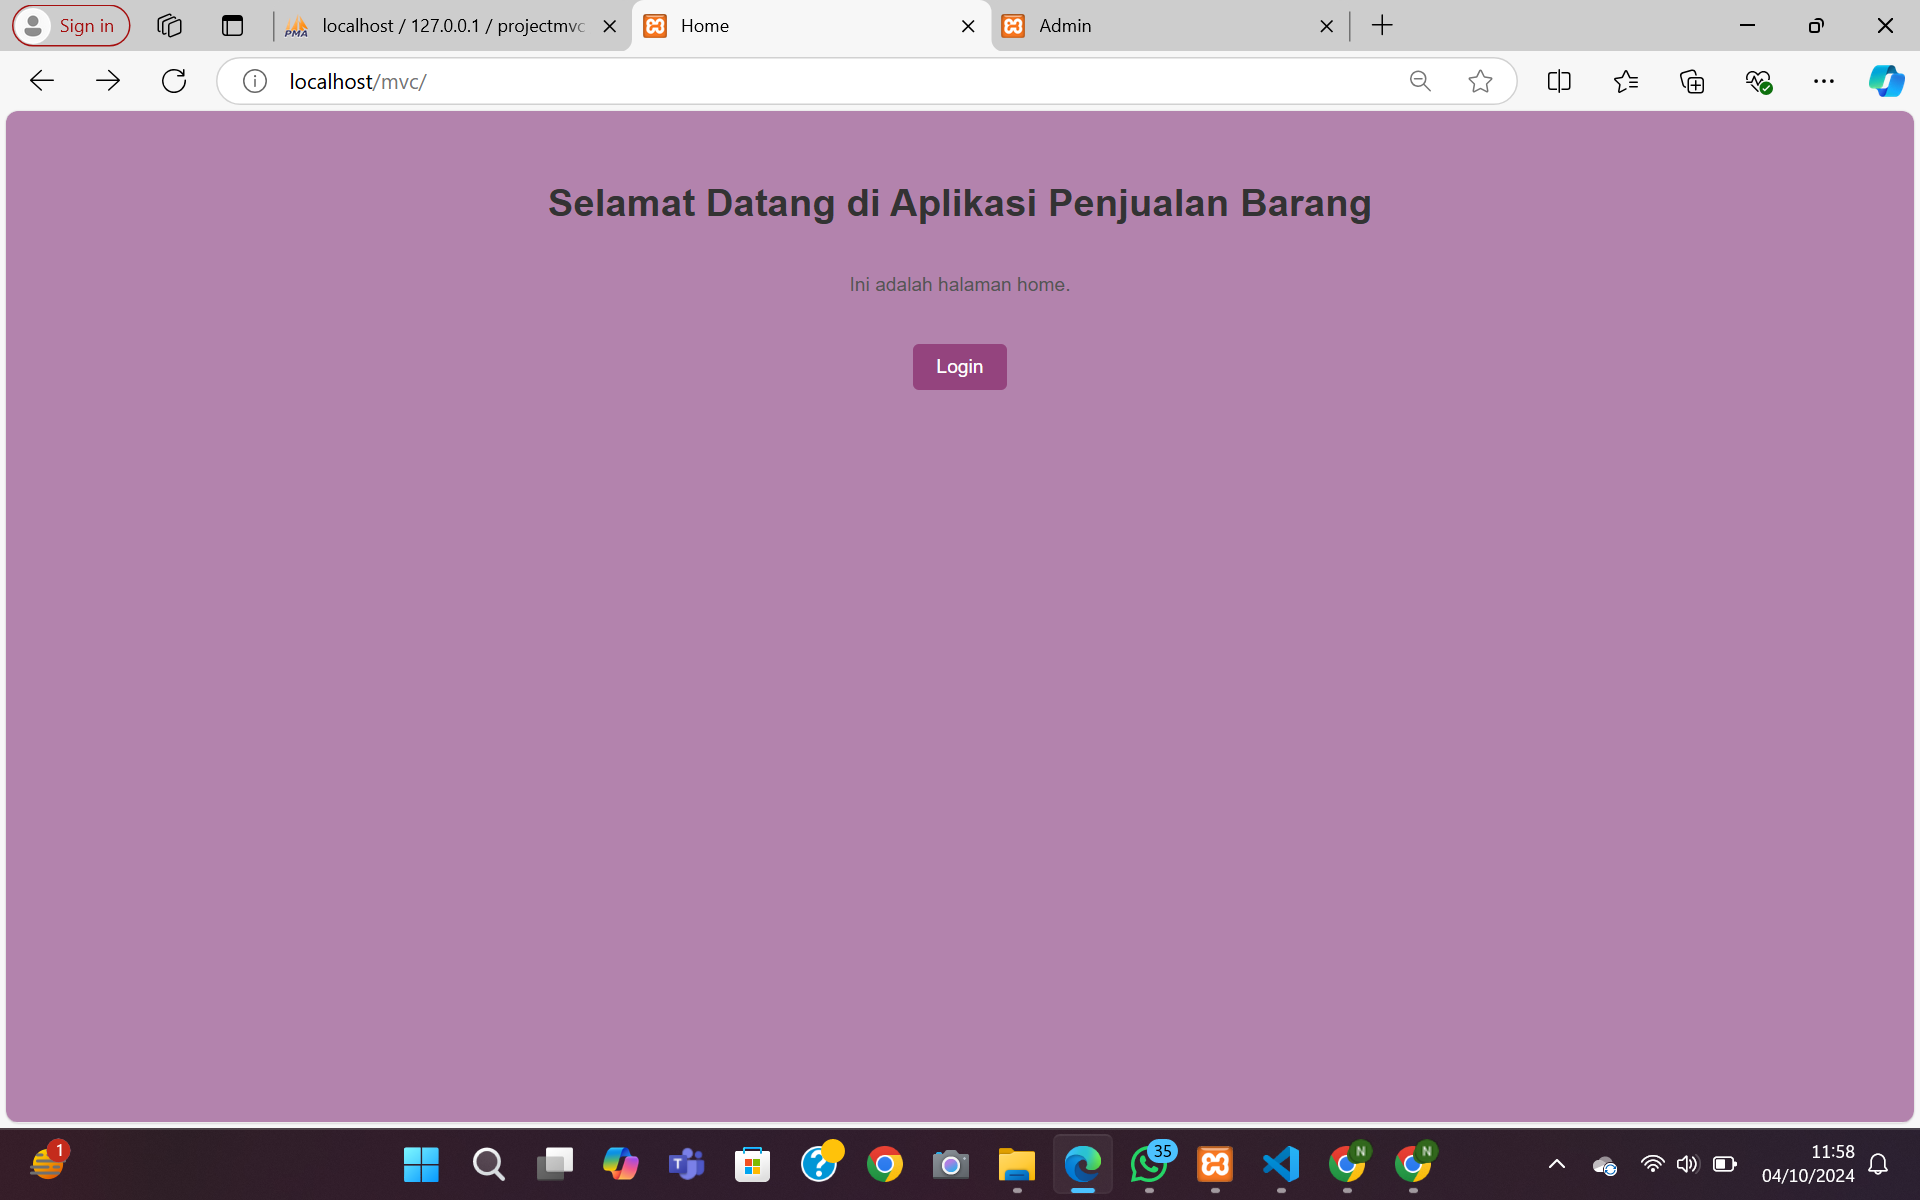 Sign in
PMA
localhost / 127.0.0.1 / projectmvc
Home
Admin
localhost/mvc/
Selamat Datang di Aplikasi Penjualan Barang
Ini adalah halaman home.
Login
1
T
?
35
N
N
11:58
04/10/2024